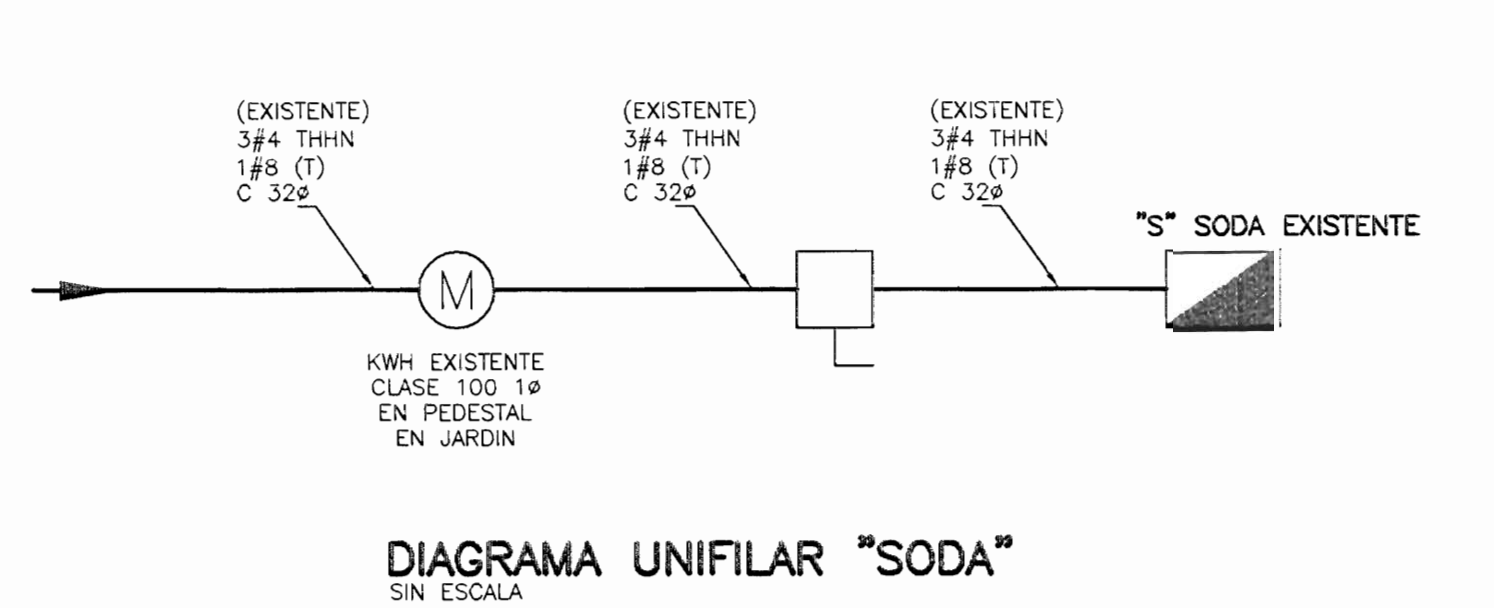 (EXISTENTE)
3#4 THHN
1#8 (T)
C 32ø
(EXISTENTE)
3#4 THHN
1#8 (T)
C 32ø
(EXISTENTE)
3#4 THHN
1#8 (T)
C 32ø
"S" SODA EXISTENTE
M
KWH EXISTENTE
CLASE 100 1ø
EN PEDESTAL
EN JARDIN
DIAGRAMA UNIFILAR "SODA"
SIN ESCALA